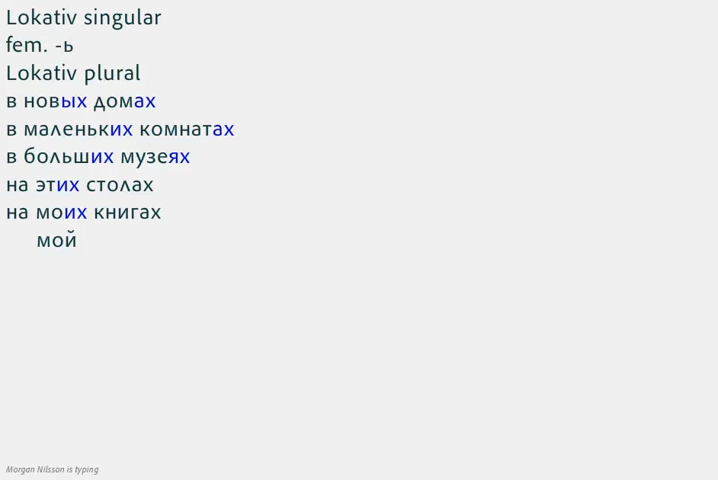 Lokativ singular
fem. -ь
Lokativ plural
в новых домах
в маленьких комнатах
в больших музеях
на этих столах
на моих книгах
мой
Morgan Nilsson is typing